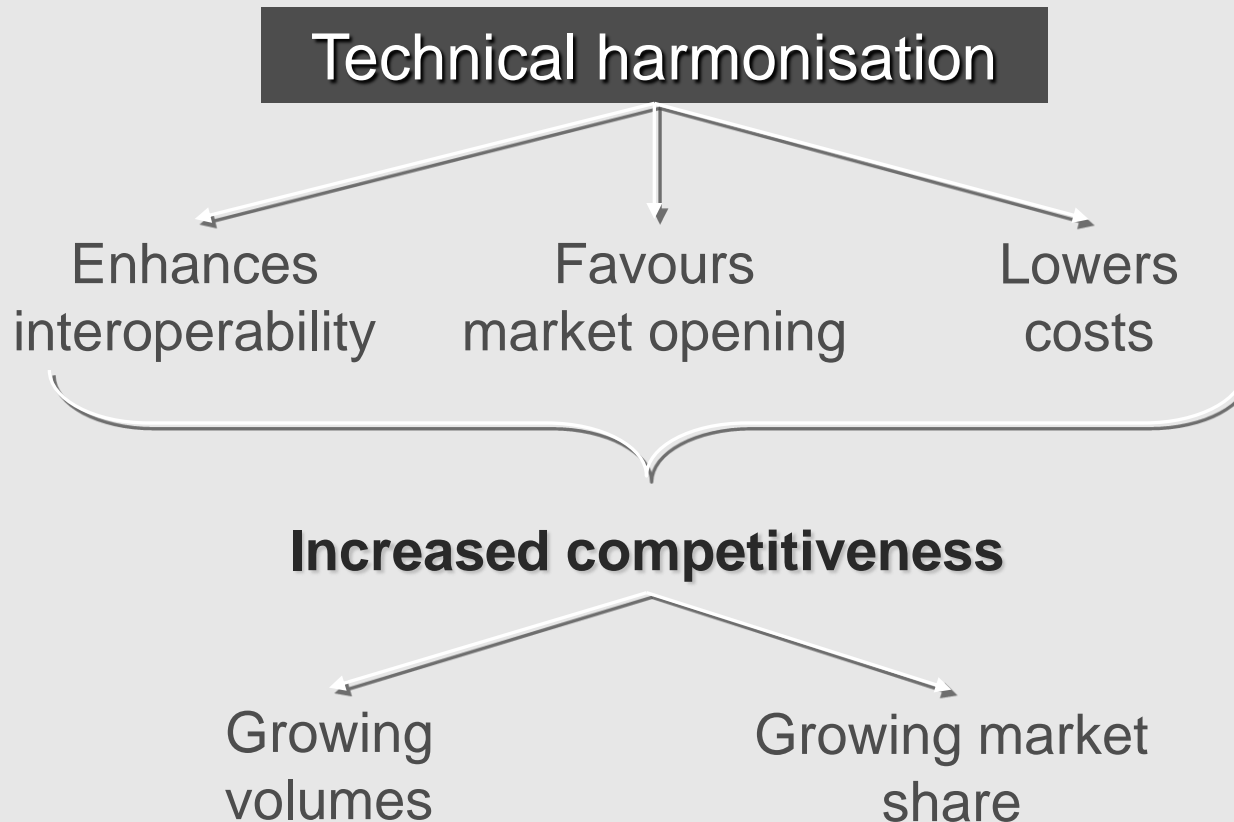 Technical harmonisation
Enhances
interoperability
Favours
market opening
Lowers
costs
Increased competitiveness
Growing
volumes
Growing market
share